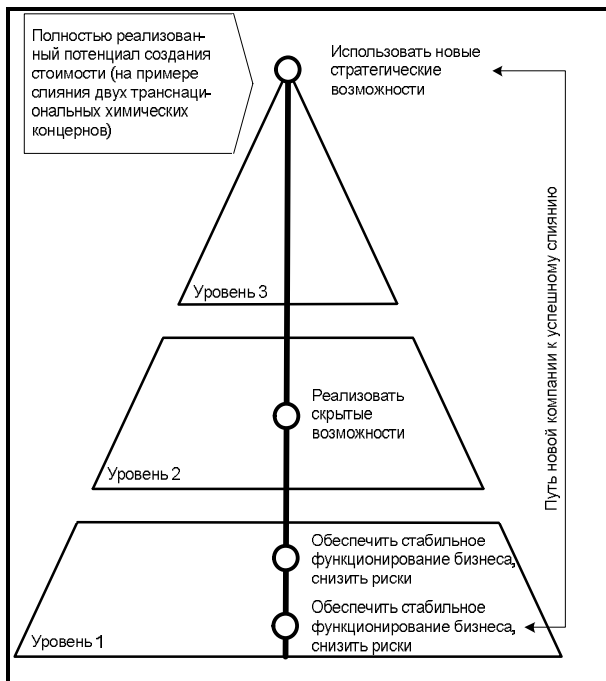 Полностью реализован-
ный потенциал создания
стоимости (на примере
слияния двух транснаци-
ональных химических
концернов)
Использовать новые
стратегические
возможности
Уровень 3
Реализовать
скрытые
возможности
Уровень 2
Обеспечить стабильное
функционирование бизнеса,
снизить риски
Обеспечить стабильное
функционирование бизнеса,
снизить риски
Уровень 1
Путь новой компании к успешному слиянию